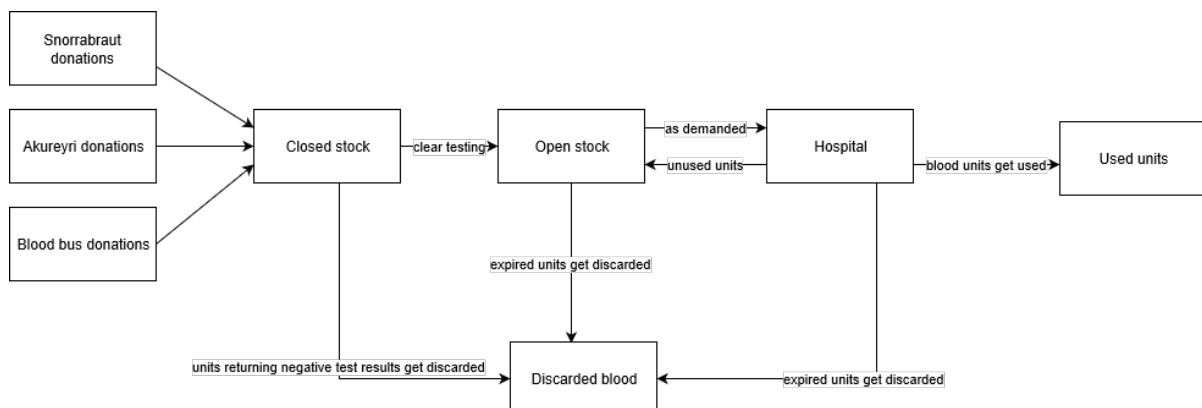 Snorrabraut
donations
Akureyri donations
Blood bus donations
Closed stock
clear testing
Open stock
as demanded
unused units
Hospital
blood units get used
Used units
expired units get discarded
units returning negative test results get discarded
Discarded blood
expired units get discarded